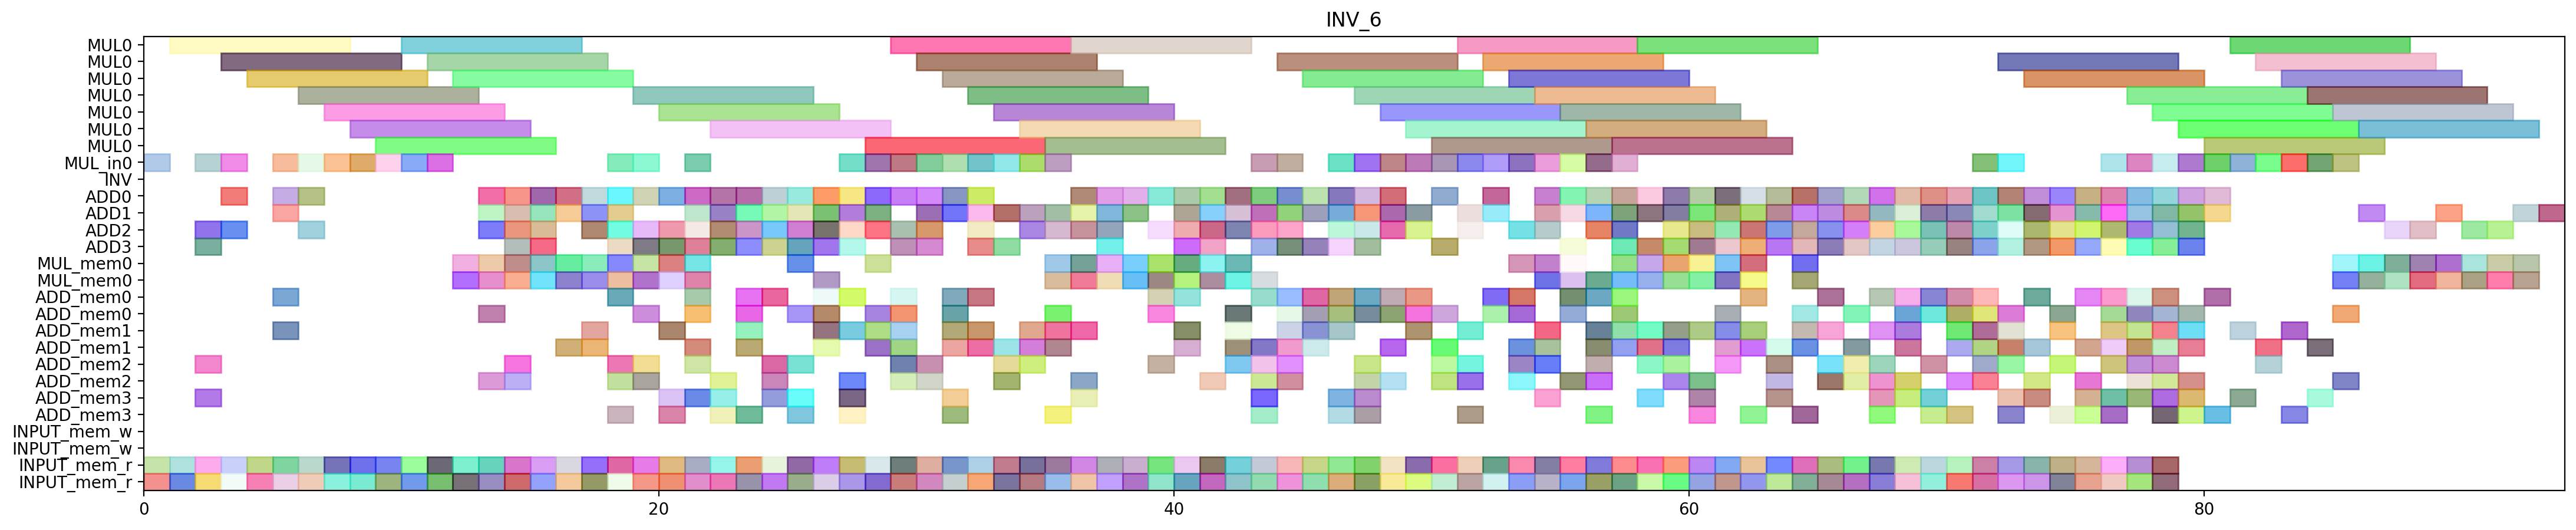 INV_6
MUL0
MUL0
MUL0
MUL0
MUL0
MUL0
MUL0
MUL_in0
INV
ADD0
ADD1
ADD2
ADD3
MUL_mem0
MUL_mem0
ADD_mem0
ADD_mem0
ADD_mem1
ADD_mem1
ADD_mem2
ADD_mem2
ADD_mem3
ADD_mem3
INPUT_mem_w
INPUT_mem_w
INPUT_mem_r
INPUT_mem_r
0 20 40 60 80